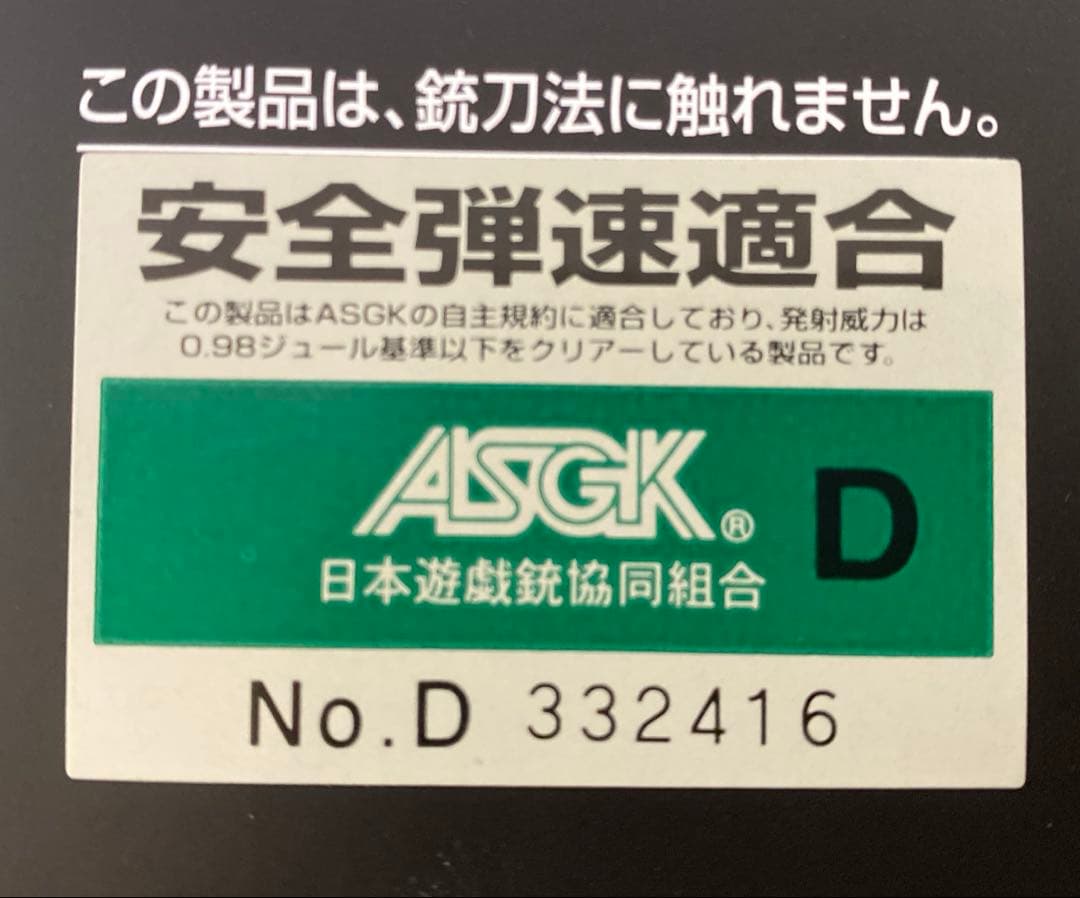 この製品は、銃刀法に触れません。
安全弾速適合
この製品はASGKの自主規約に適合しており、発射威力は
0.98ジュール基準以下をクリアーしている製品です。
ASGK® D
日本遊戯銃協同組合
No.D 332416